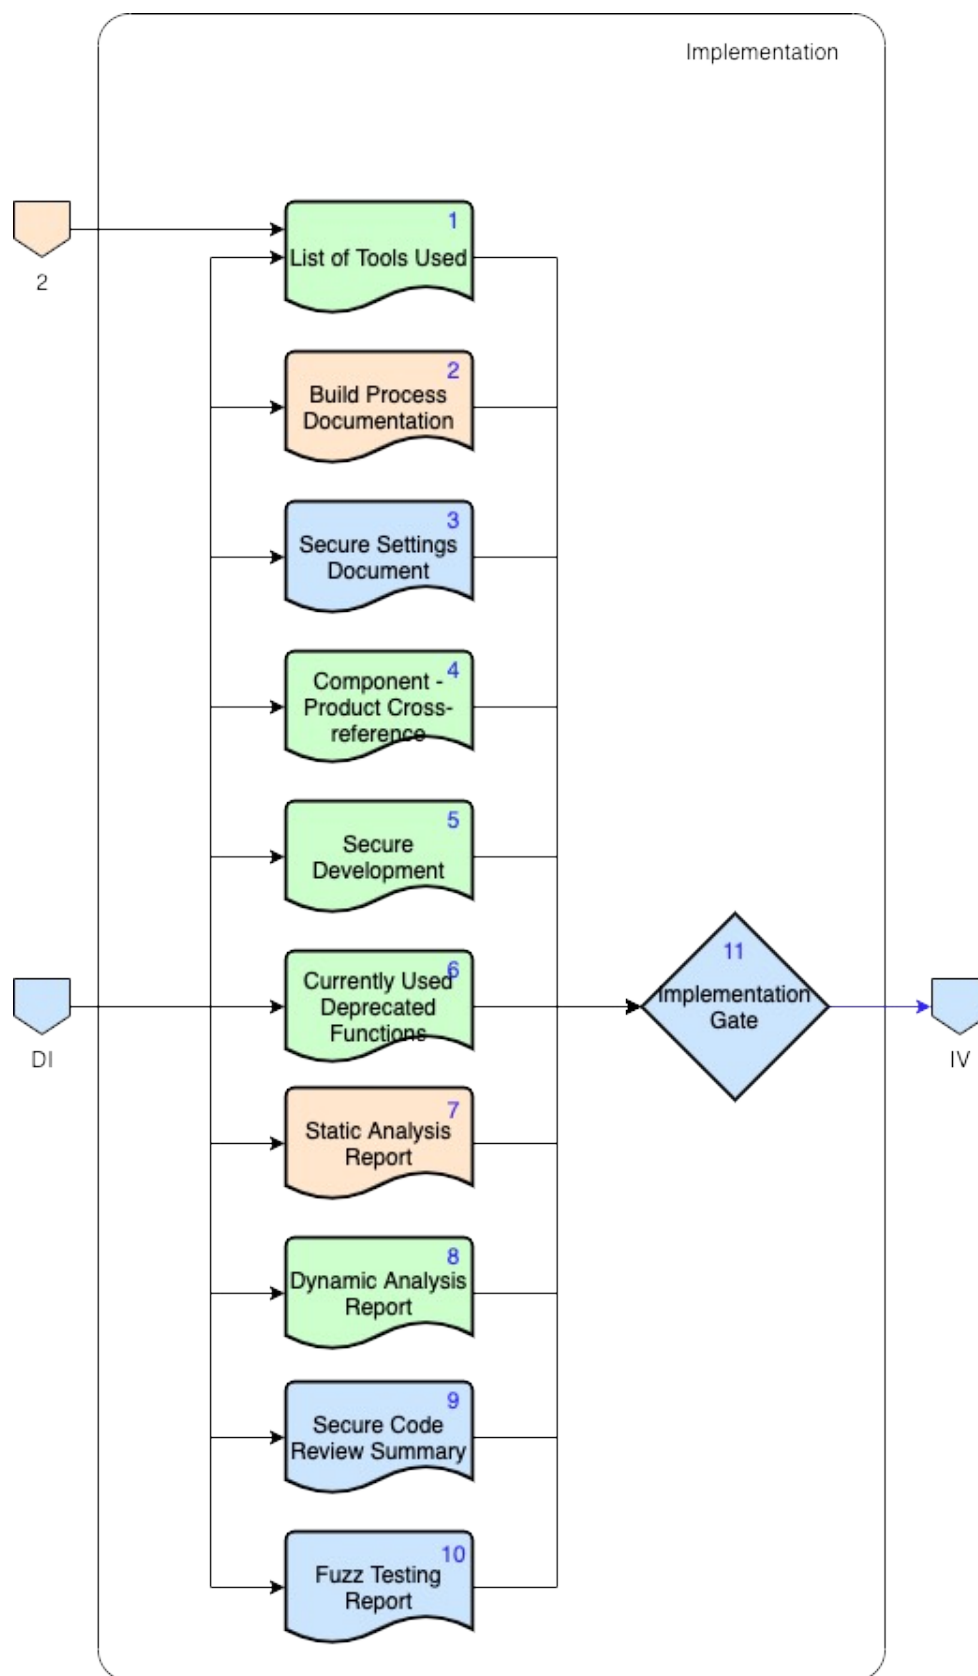 Implementation
1
List of Tools Used
2
2
Build Process
Documentation
3
Secure Settings
Document
4
Component -
Product Cross-
reference
5
Secure
Development
6
Currently Used
Deprecated
Functions
DI
11
Implementation
Gate
IV
7
Static Analysis
Report
8
Dynamic Analysis
Report
9
Secure Code
Review Summary
10
Fuzz Testing
Report